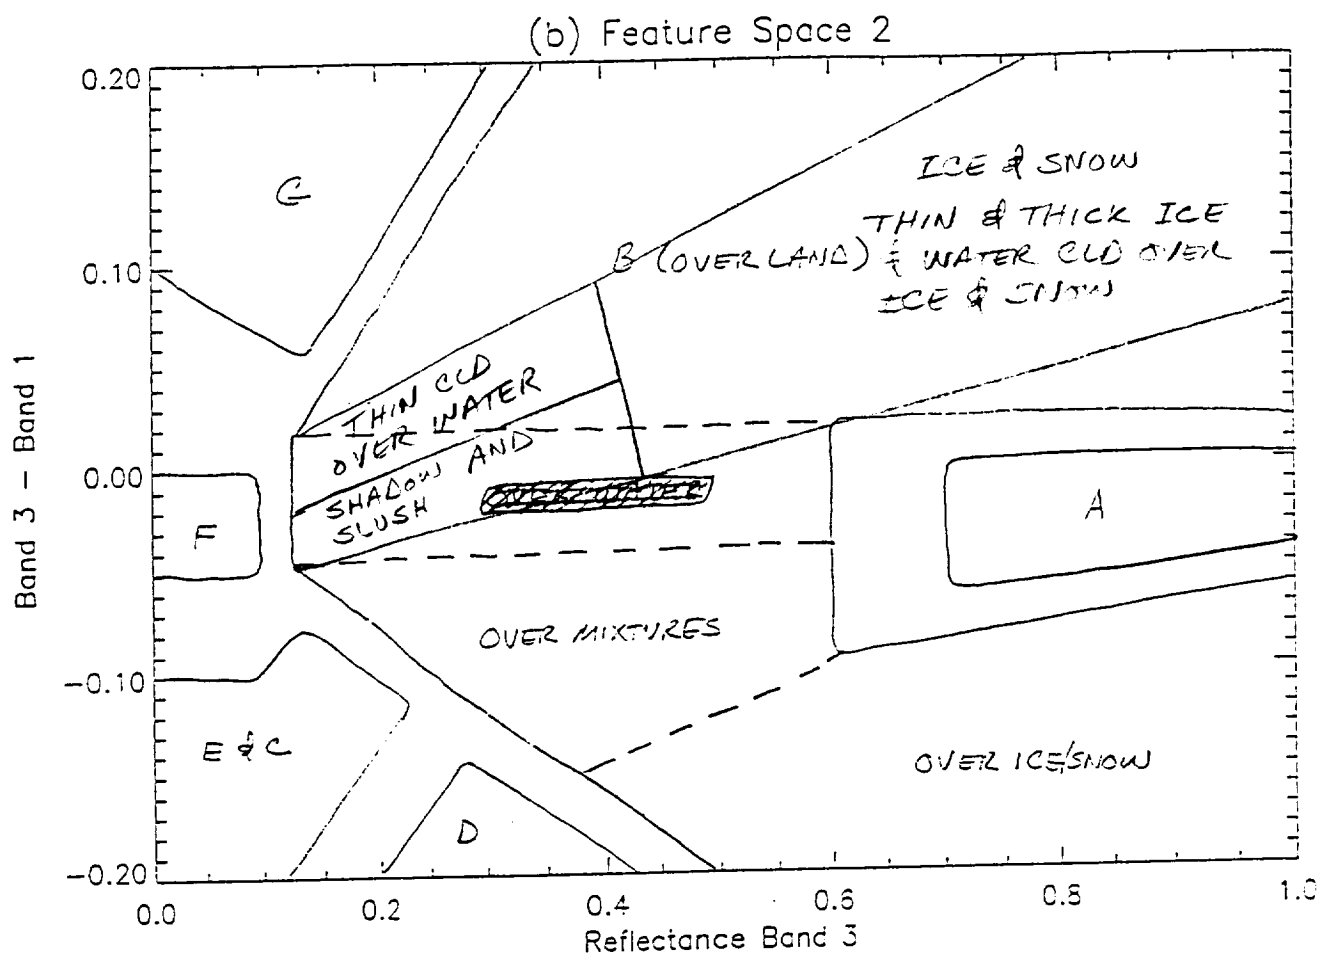 (b) Feature Space 2
0.20
0.10
0.00
-0.10
-0.20
Band 3 - Band 1
G
ICE & SNOW
THIN & THICK ICE
B (OVER LAND) & WATER CLD OVER
ICE & SNOW
THIN CLD
OVER WATER
SHADOW AND
SLUSH
OVER WATER
F
A
OVER MIXTURES
E & C
D
OVER ICE/SNOW
0.0 0.2 0.4 0.6 0.8 1.0
Reflectance Band 3